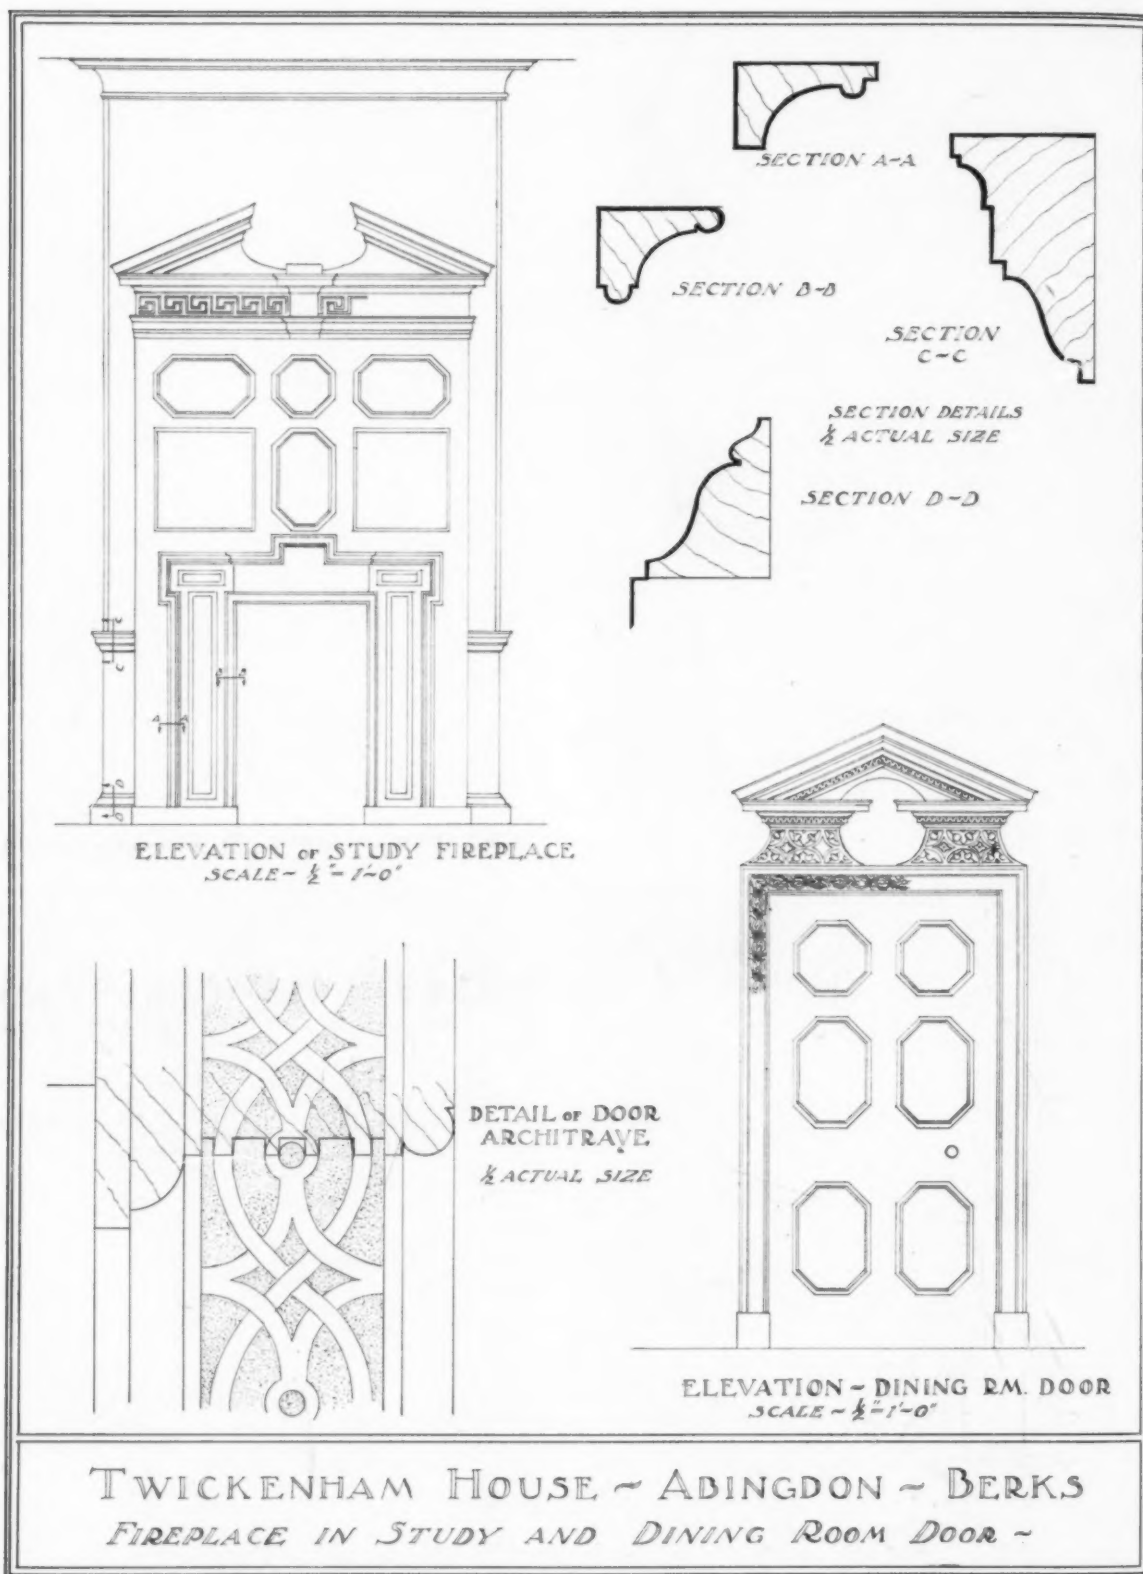 SECTION A~A
SECTION B~B
SECTION
C~C
SECTION DETAILS
½ ACTUAL SIZE
SECTION D~D
C
C
B B
A A
D
D
ELEVATION OF STUDY FIREPLACE
SCALE ~ ½" = 1'~0"
DETAIL OF DOOR
ARCHITRAVE
½ ACTUAL SIZE
ELEVATION ~ DINING RM. DOOR
SCALE ~ ½" = 1'~0"
TWICKENHAM HOUSE ~ ABINGDON ~ BERKS
FIREPLACE IN STUDY AND DINING ROOM DOOR ~